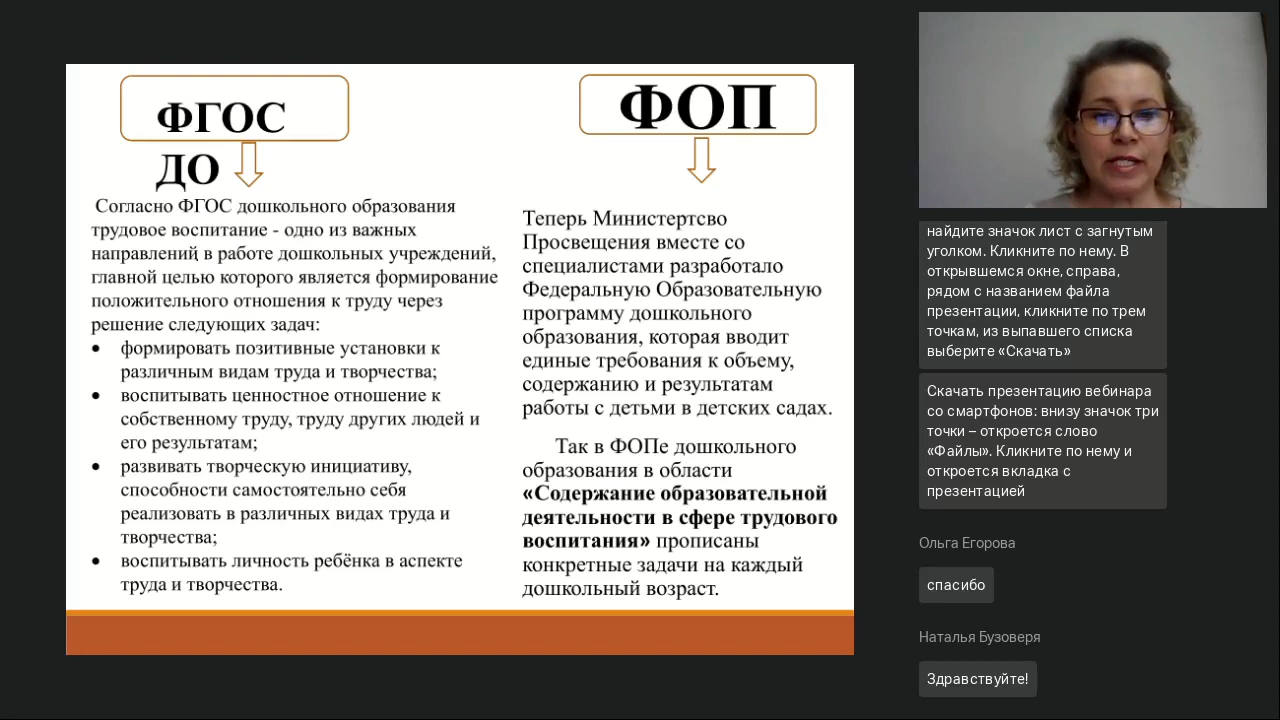 ФГОС
ДО
Согласно ФГОС дошкольного образования
трудовое воспитание - одно из важных
направлений в работе дошкольных учреждений,
главной целью которого является формирование
положительного отношения к труду через
решение следующих задач:
• формировать позитивные установки к
различным видам труда и творчества;
• воспитывать ценностное отношение к
собственному труду, труду других людей и
его результатам;
• развивать творческую инициативу,
способности самостоятельно себя
реализовать в различных видах труда и
творчества;
• воспитывать личность ребёнка в аспекте
труда и творчества.
ФОП
Теперь Министертсво
Просвещения вместе со
специалистами разработало
Федеральную Образовательную
программу дошкольного
образования, которая вводит
единые требования к объему,
содержанию и результатам
работы с детьми в детских садах.
Так в ФОПе дошкольного
образования в области
«Содержание образовательной
деятельности в сфере трудового
воспитания» прописаны
конкретные задачи на каждый
дошкольный возраст.
найдите значок лист с загнутым
уголком. Кликните по нему. В
открывшемся окне, справа,
рядом с названием файла
презентации, кликните по трем
точкам, из выпавшего списка
выберите «Скачать»
Скачать презентацию вебинара
со смартфонов: внизу значок три
точки – откроется слово
«Файлы». Кликните по нему и
откроется вкладка с
презентацией
Ольга Егорова
спасибо
Наталья Бузоверя
Здравствуйте!